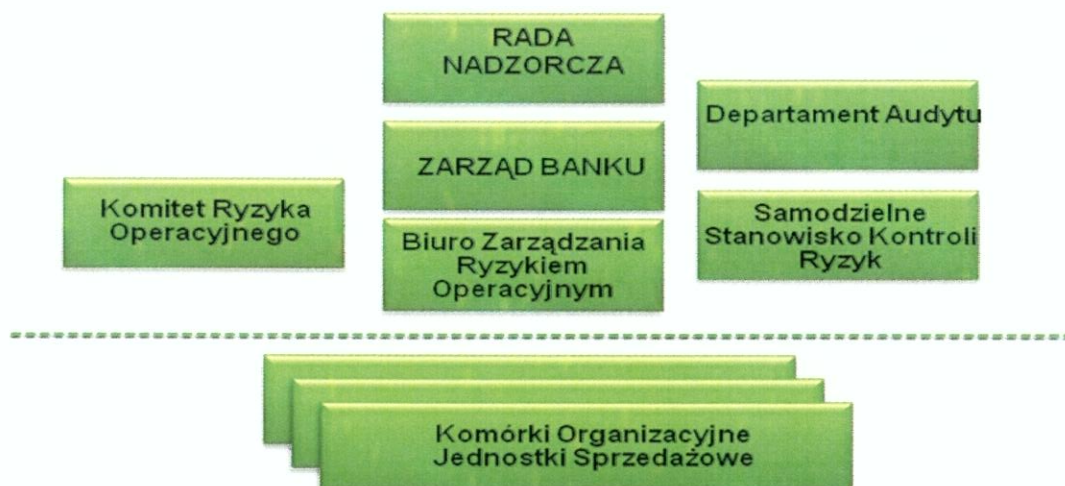 RADA
NADZORCZA
Departament Audytu
ZARZĄD BANKU
Komitet Ryzyka
Operacyjnego
Biuro Zarządzania
Ryzykiem
Operacyjnym
Samodzielne
Stanowisko Kontroli
Ryzyk
Komórki Organizacyjne
Jednostki Sprzedażowe